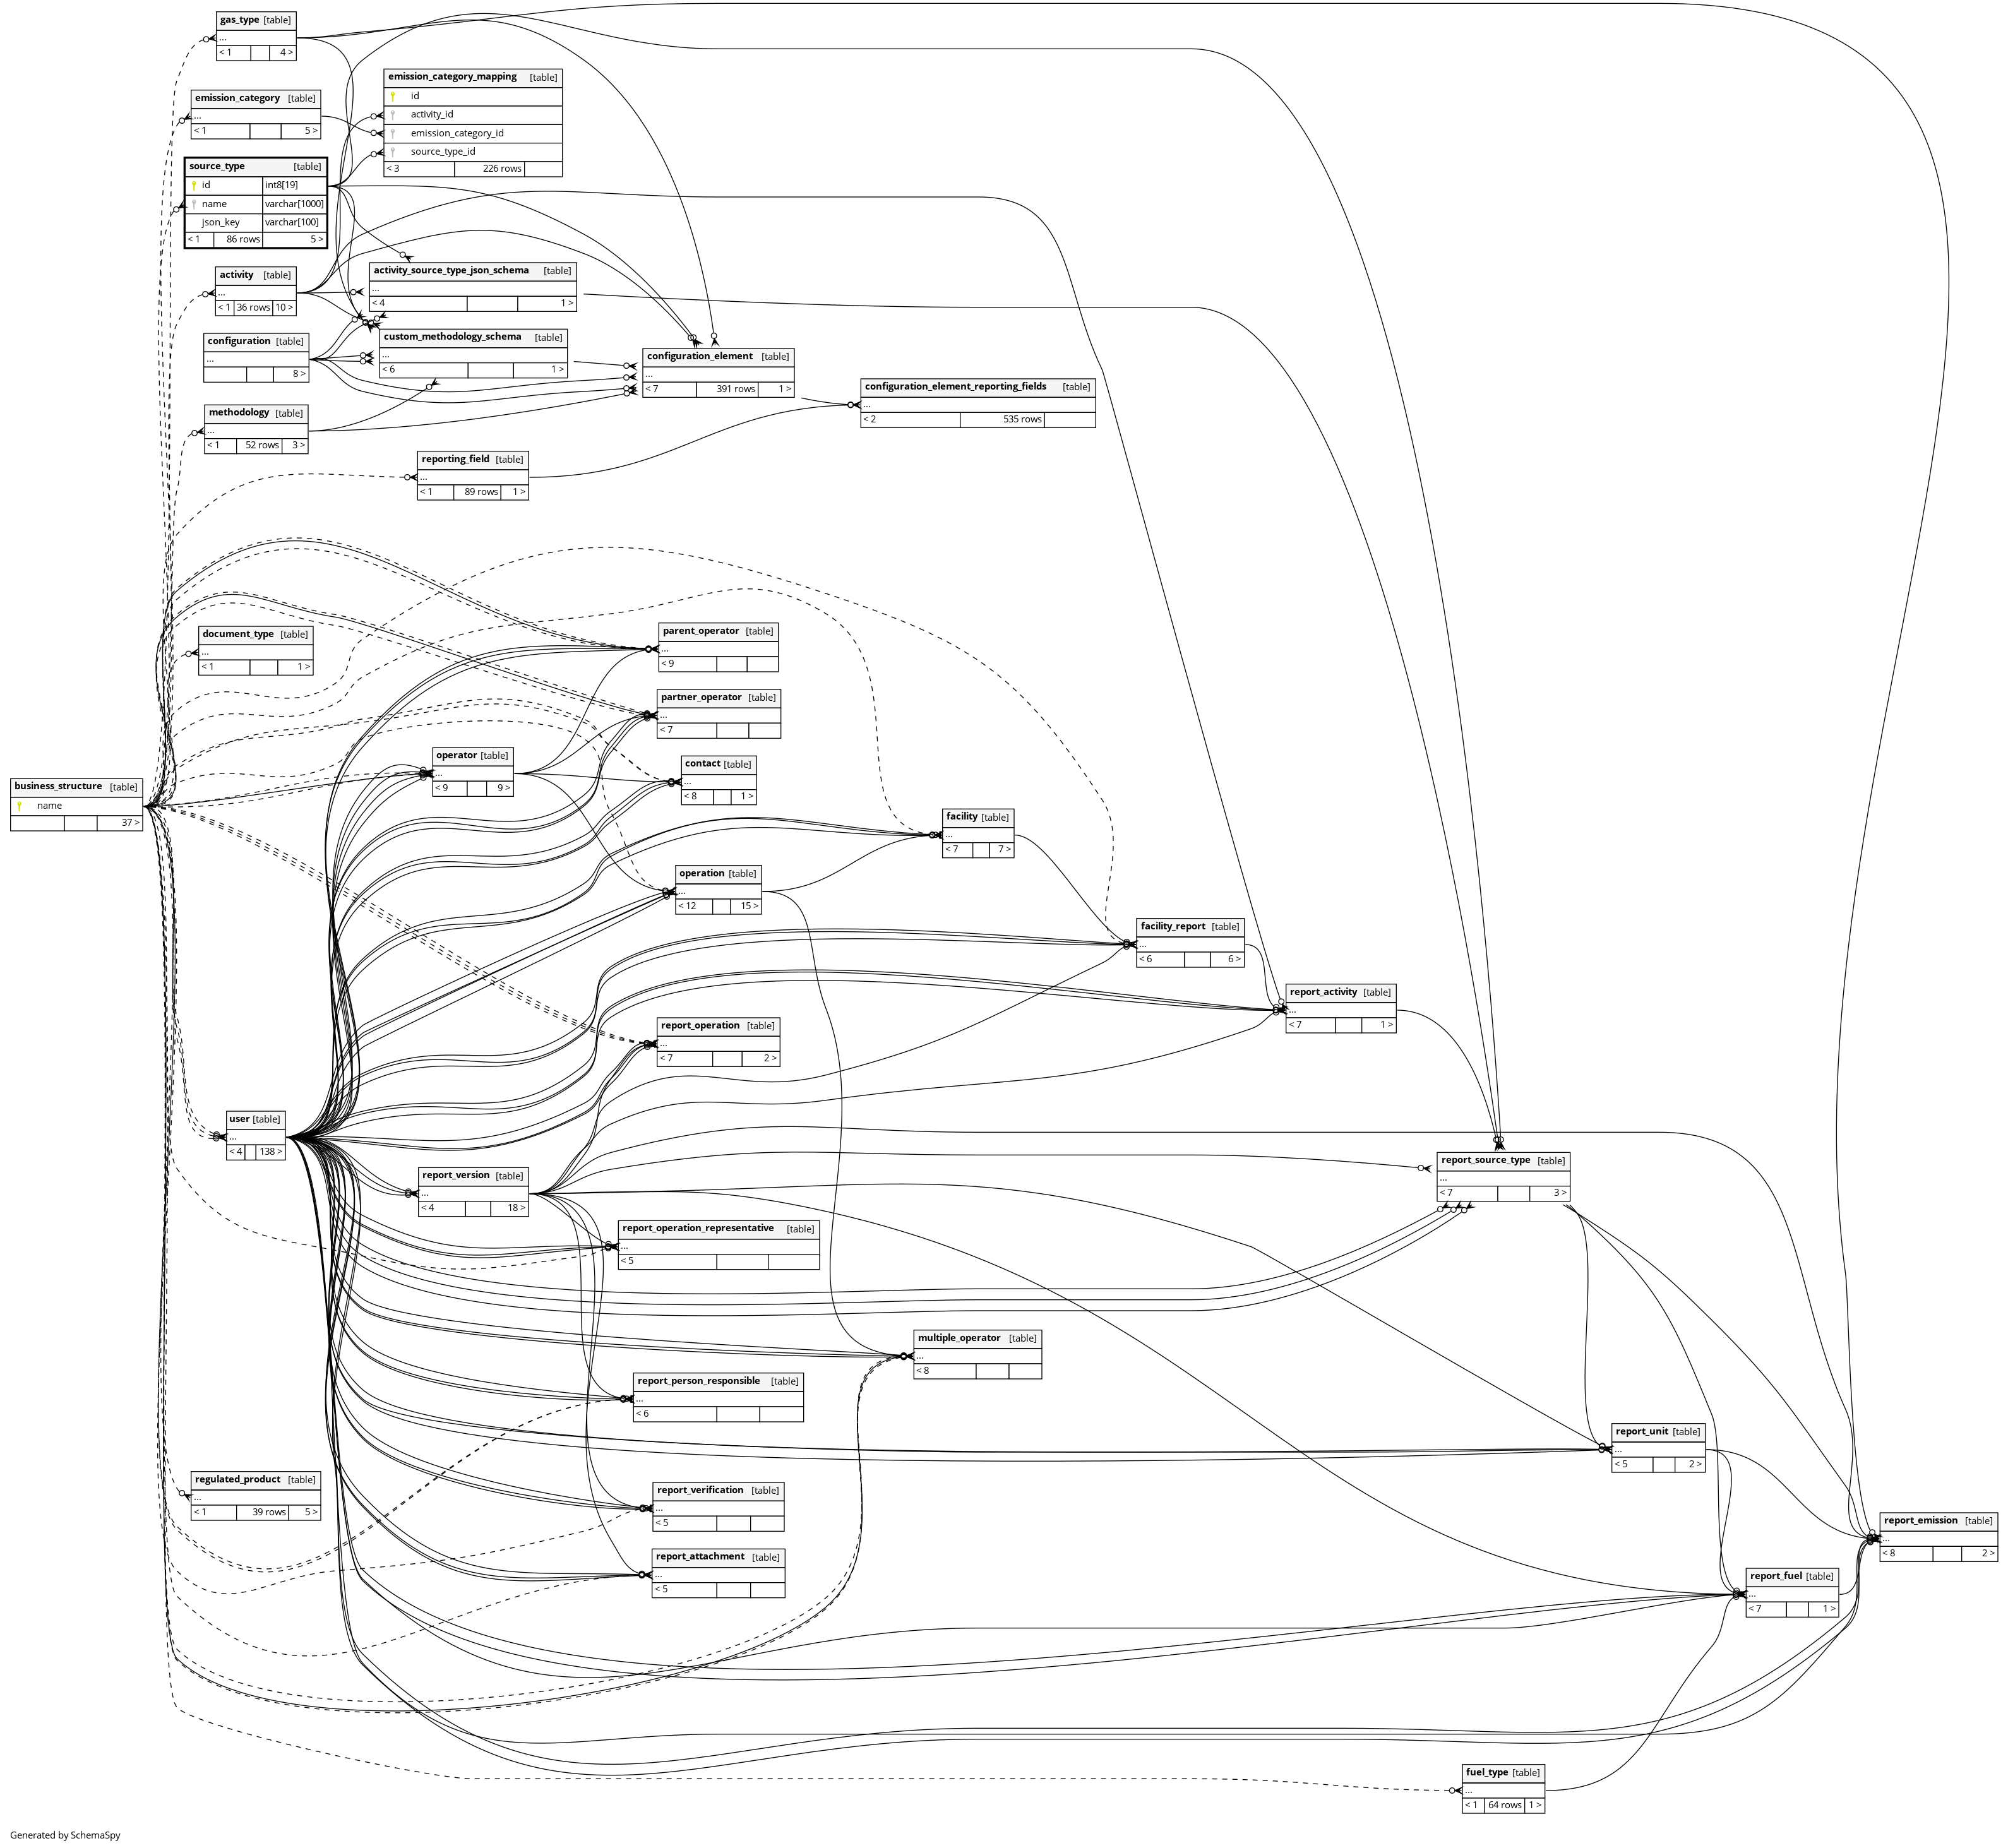 gas_type [table]
...
< 1 4 >
emission_category_mapping [table]
id
activity_id
emission_category_id
source_type_id
< 3 226 rows
emission_category [table]
...
< 1 5 >
source_type [table]
id int8[19]
name varchar[1000]
json_key varchar[100]
< 1 86 rows 5 >
activity [table]
...
< 1 36 rows 10 >
activity_source_type_json_schema [table]
...
< 4 1 >
configuration [table]
...
8 >
custom_methodology_schema [table]
...
< 6 1 >
configuration_element [table]
...
< 7 391 rows 1 >
configuration_element_reporting_fields [table]
...
< 2 535 rows
methodology [table]
...
< 1 52 rows 3 >
reporting_field [table]
...
< 1 89 rows 1 >
document_type [table]
...
< 1 1 >
parent_operator [table]
...
< 9
partner_operator [table]
...
< 7
operator [table]
...
< 9 9 >
contact [table]
...
< 8 1 >
business_structure [table]
name
37 >
facility [table]
...
< 7 7 >
operation [table]
...
< 12 15 >
facility_report [table]
...
< 6 6 >
report_activity [table]
...
< 7 1 >
report_operation [table]
...
< 7 2 >
user [table]
...
< 4 138 >
report_version [table]
...
< 4 18 >
report_source_type [table]
...
< 7 3 >
report_operation_representative [table]
...
< 5
multiple_operator [table]
...
< 8
report_person_responsible [table]
...
< 6
report_unit [table]
...
< 5 2 >
regulated_product [table]
...
< 1 39 rows 5 >
report_verification [table]
...
< 5
report_emission [table]
...
< 8 2 >
report_attachment [table]
...
< 5
report_fuel [table]
...
< 7 1 >
fuel_type [table]
...
< 1 64 rows 1 >
Generated by SchemaSpy